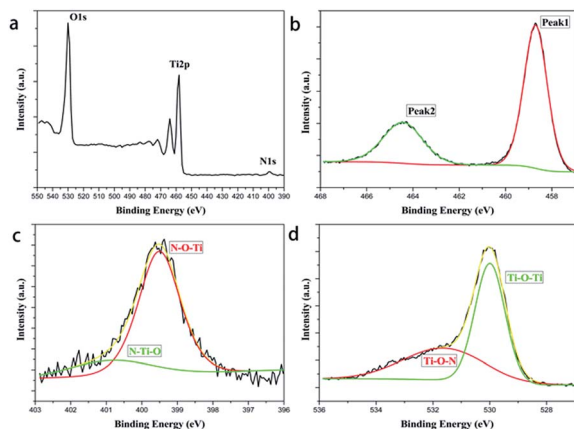 a
O1s
Ti2p
N1s
Intensity (a.u.)
550 540 530 520 510 500 490 480 470 460 450 440 430 420 410 400 390
Binding Energy (eV)
b
Peak1
Peak2
Intensity (a.u.)
468 466 464 462 460 458
Binding Energy (eV)
c
N-O-Ti
N-Ti-O
Intensity (a.u.)
403 402 401 400 399 398 397 396
Binding Energy (eV)
d
Ti-O-Ti
Ti-O-N
Intensity (a.u.)
536 534 532 530 528
Binding Energy (eV)